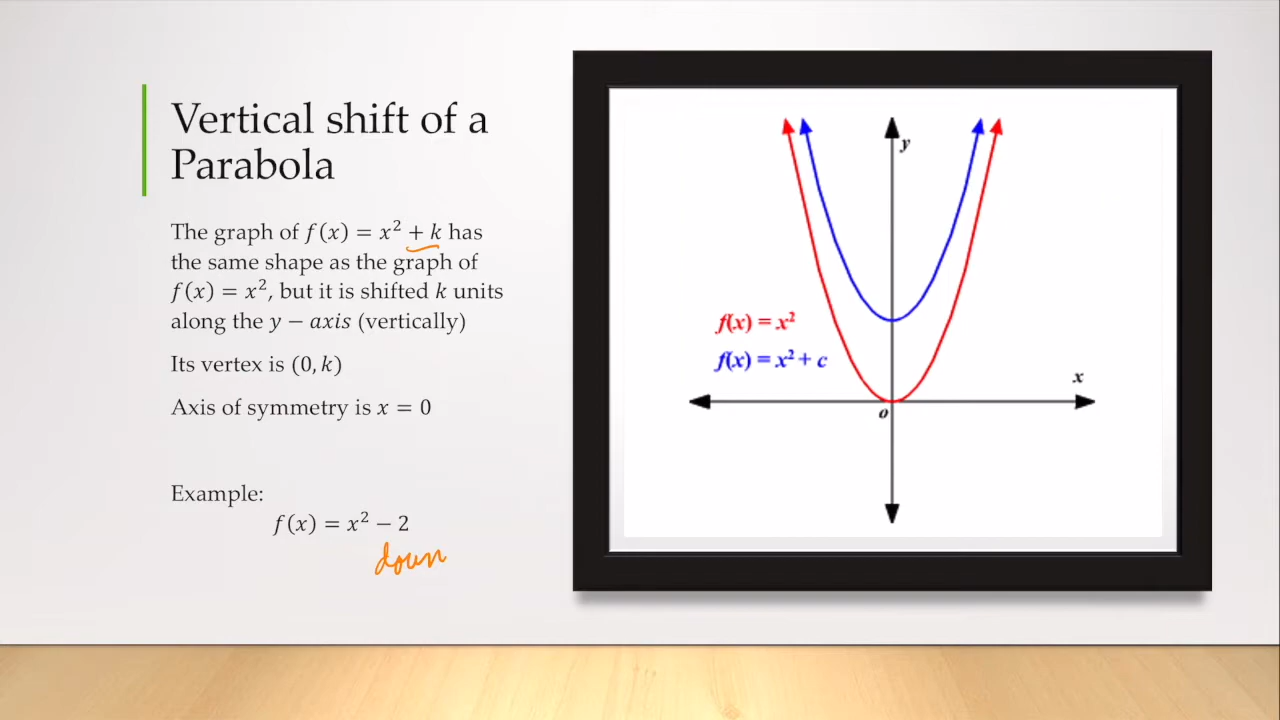 Vertical shift of a
Parabola
The graph of f(x) = x² + k has
the same shape as the graph of
f(x) = x², but it is shifted k units
along the y − axis (vertically)
Its vertex is (0, k)
Axis of symmetry is x = 0
Example:
f(x) = x² − 2
down
y
f(x) = x²
f(x) = x² + c
x
o